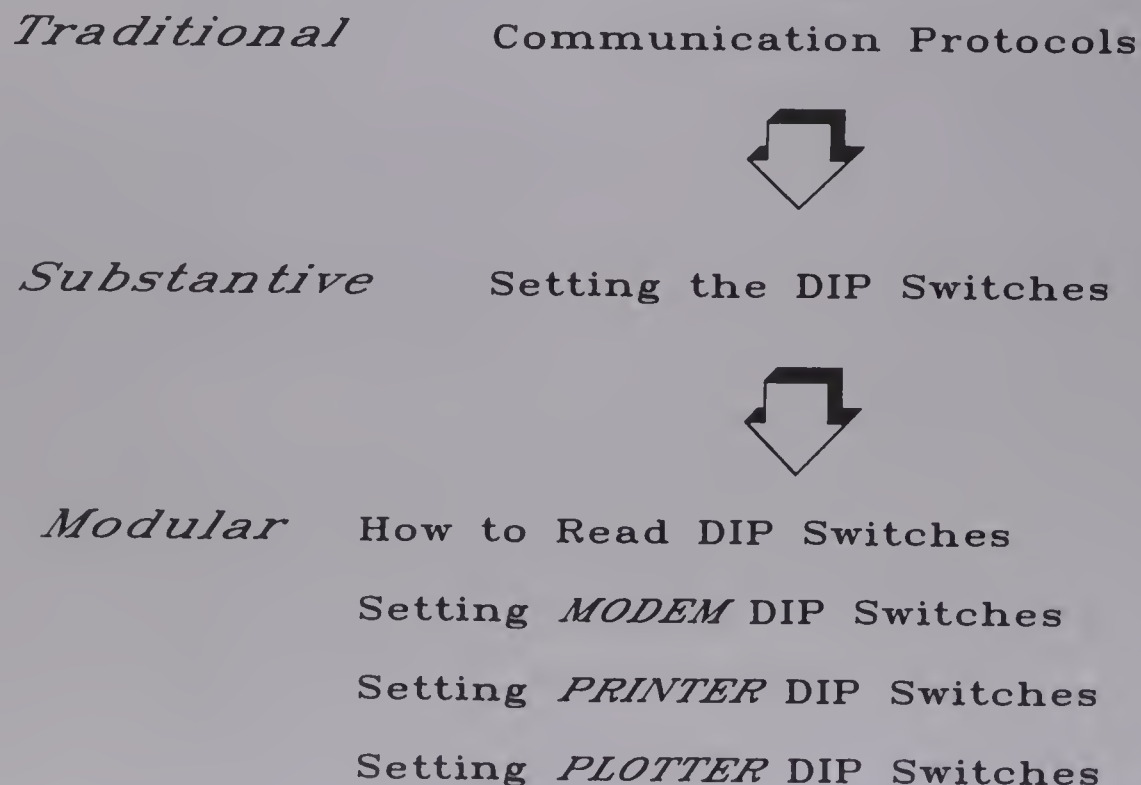 Traditional Communication Protocols
Substantive Setting the DIP Switches
Modular How to Read DIP Switches
Setting MODEM DIP Switches
Setting PRINTER DIP Switches
Setting PLOTTER DIP Switches